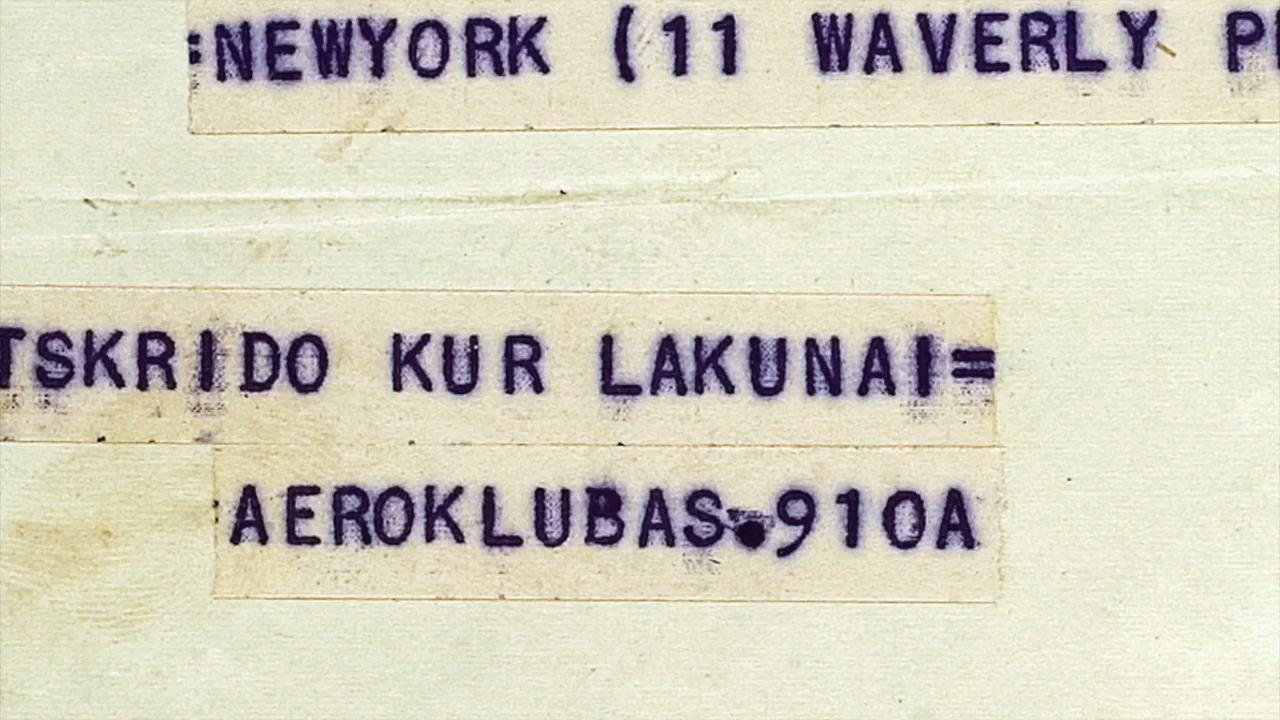 :NEWYORK (11 WAVERLY
TSKRIDO KUR LAKUNAI=
:AEROKLUBAS.910A